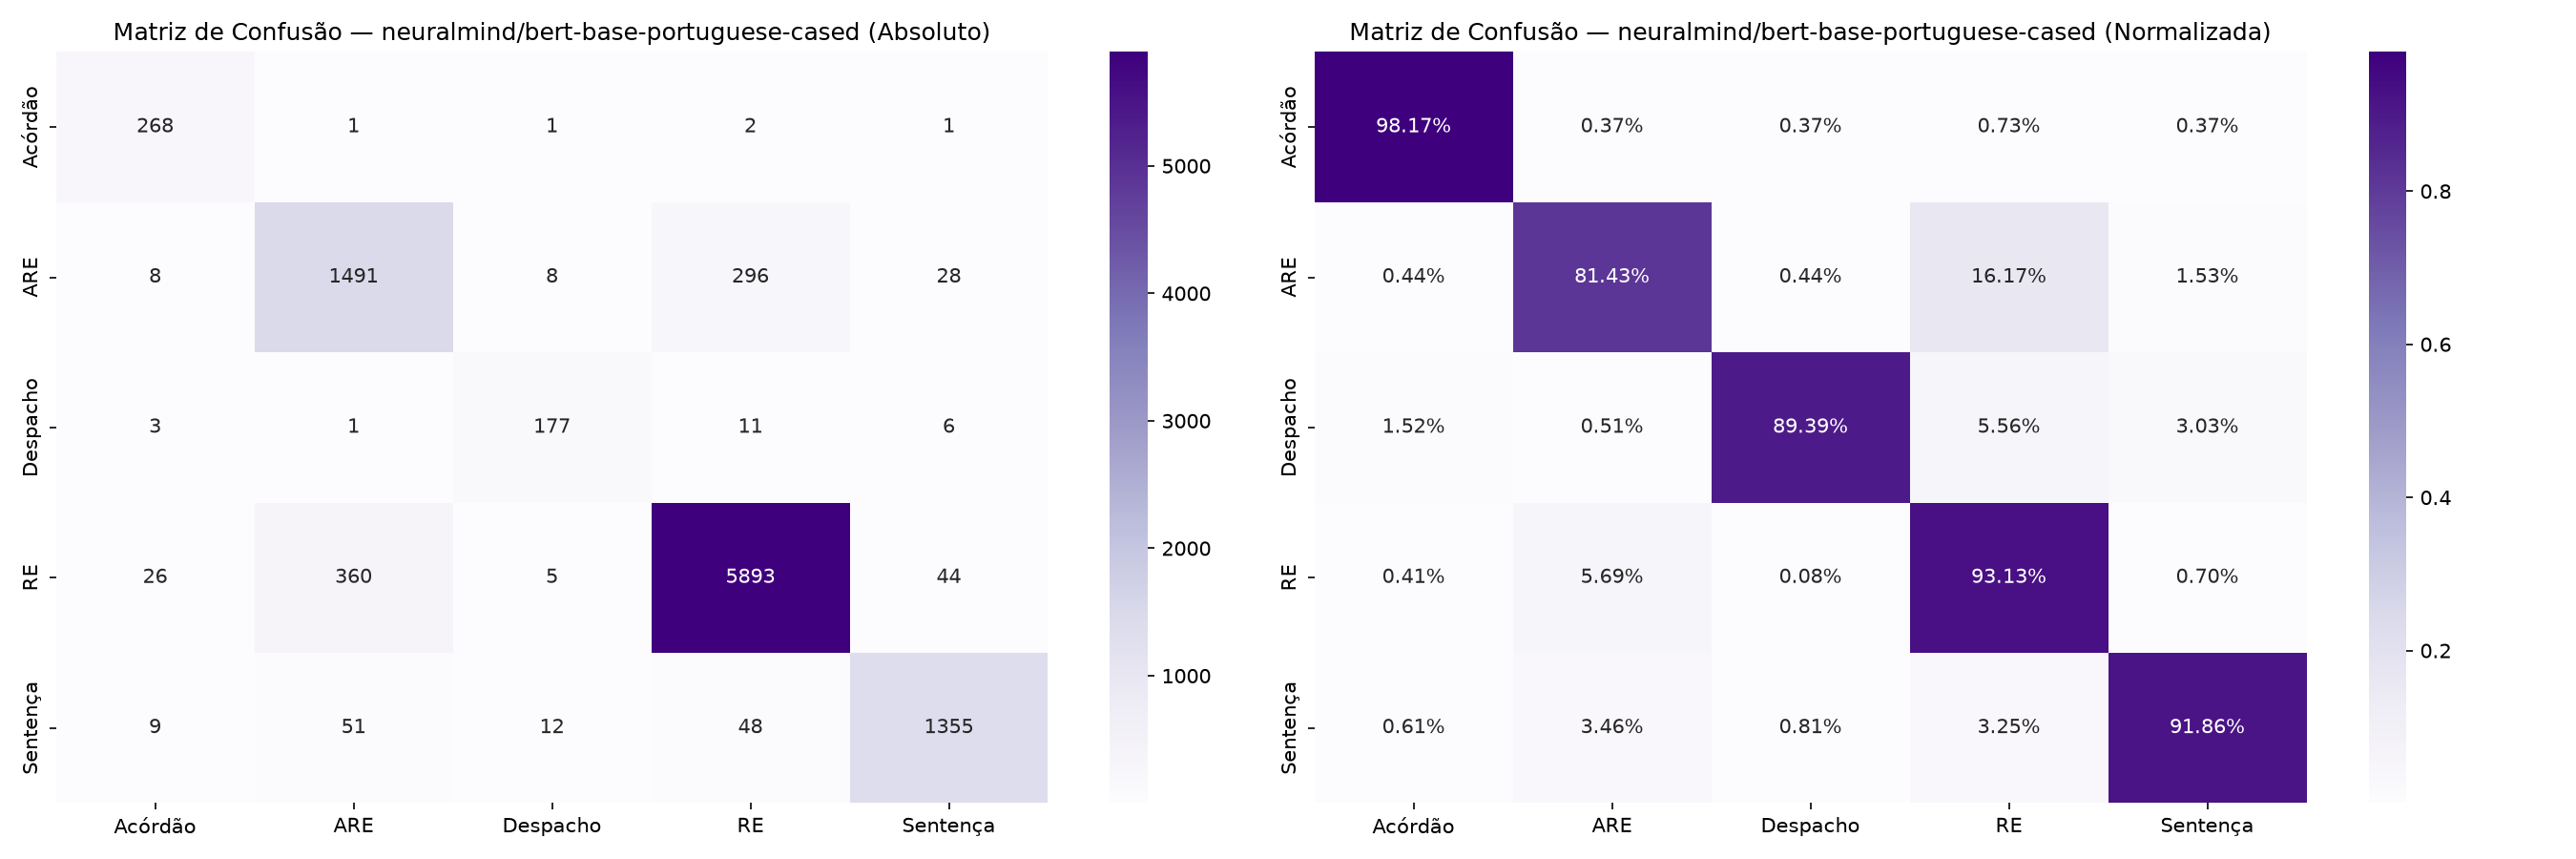 Matriz de Confusão — neuralmind/bert-base-portuguese-cased (Absoluto)
Acórdão 268 1 1 2 1
ARE 8 1491 8 296 28
Despacho 3 1 177 11 6
RE 26 360 5 5893 44
Sentença 9 51 12 48 1355
Acórdão ARE Despacho RE Sentença
5000
4000
3000
2000
1000
Matriz de Confusão — neuralmind/bert-base-portuguese-cased (Normalizada)
Acórdão 98.17% 0.37% 0.37% 0.73% 0.37%
ARE 0.44% 81.43% 0.44% 16.17% 1.53%
Despacho 1.52% 0.51% 89.39% 5.56% 3.03%
RE 0.41% 5.69% 0.08% 93.13% 0.70%
Sentença 0.61% 3.46% 0.81% 3.25% 91.86%
Acórdão ARE Despacho RE Sentença
0.8
0.6
0.4
0.2